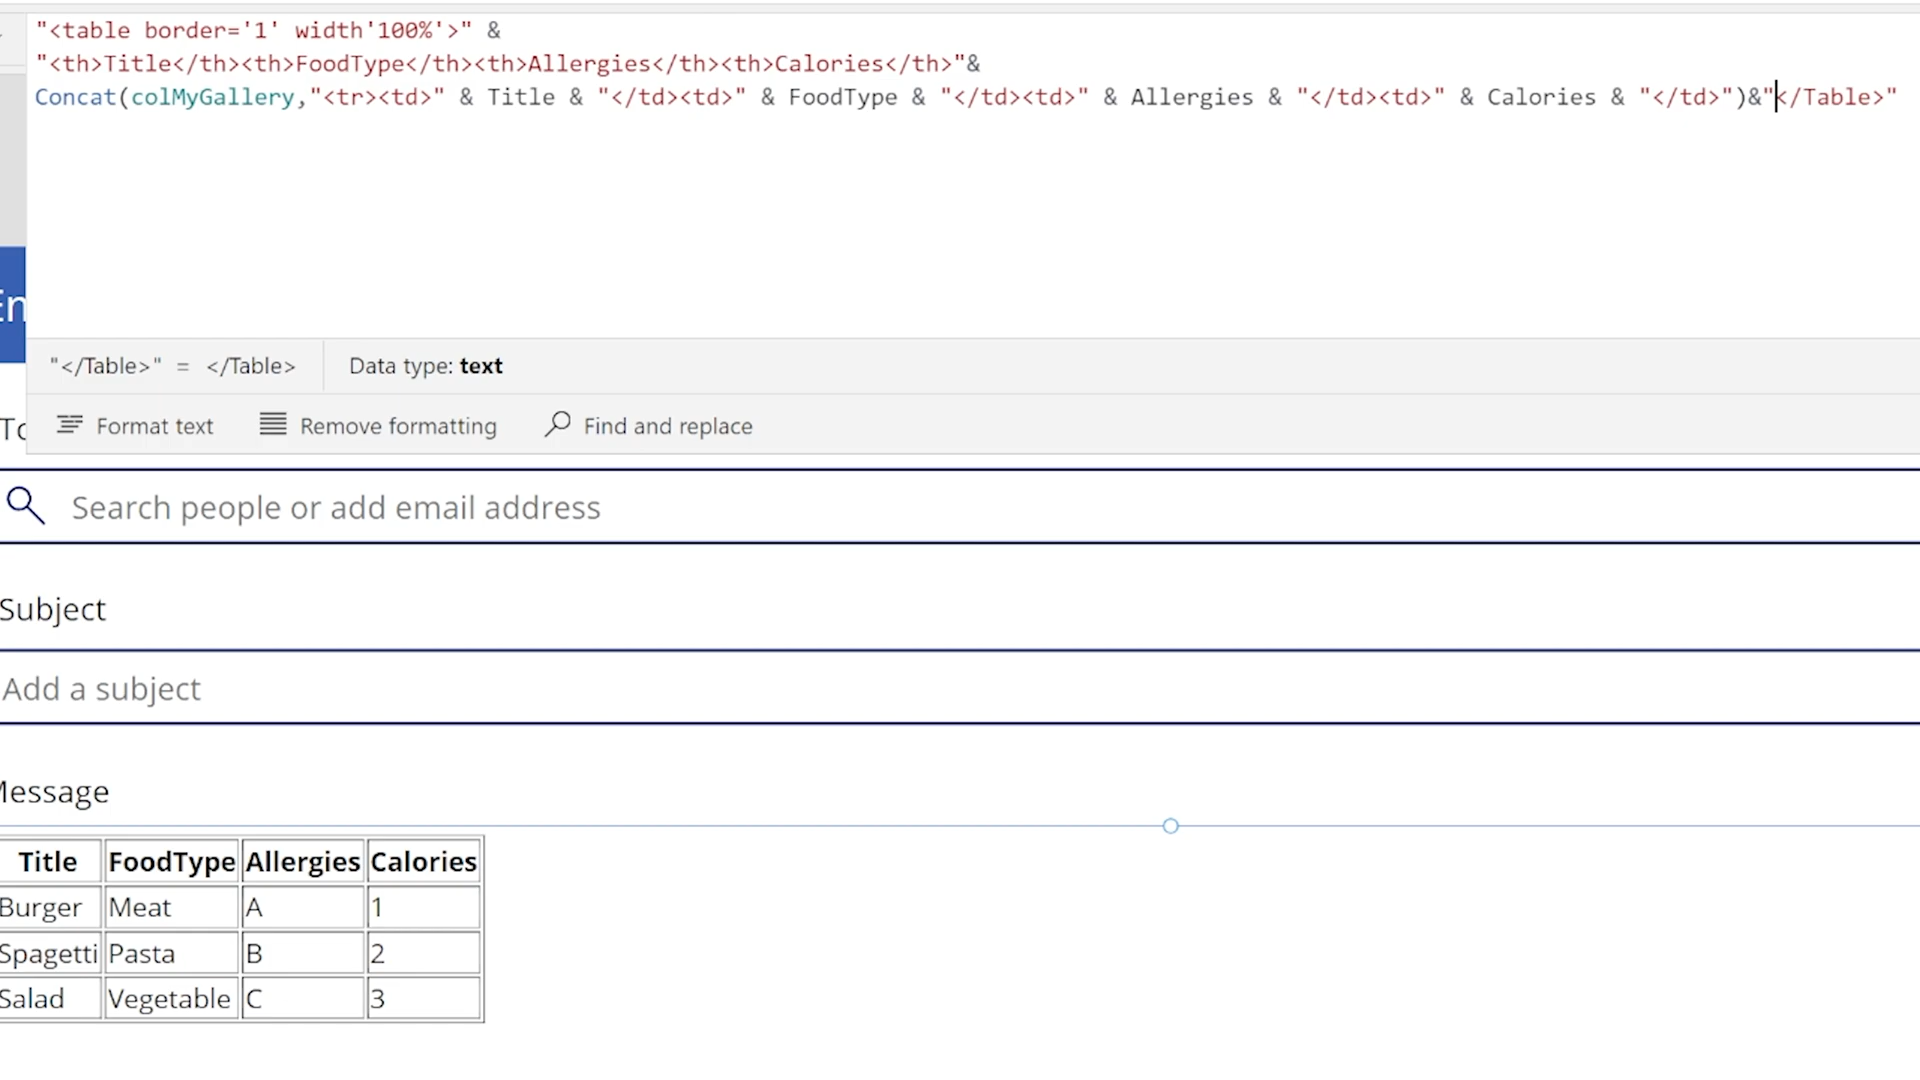 "<table border='1' width'100%'>" &
"<th>Title</th><th>FoodType</th><th>Allergies</th><th>Calories</th>"&
Concat(colMyGallery,"<tr><td>" & Title & "</td><td>" & FoodType & "</td><td>" & Allergies & "</td><td>" & Calories & "</td>")&"</Table>"
En
"</Table>" = </Table> Data type: text
Format text Remove formatting Find and replace
To
Search people or add email address
Subject
Add a subject
Message
Title FoodType Allergies Calories
Burger Meat A 1
Spagetti Pasta B 2
Salad Vegetable C 3